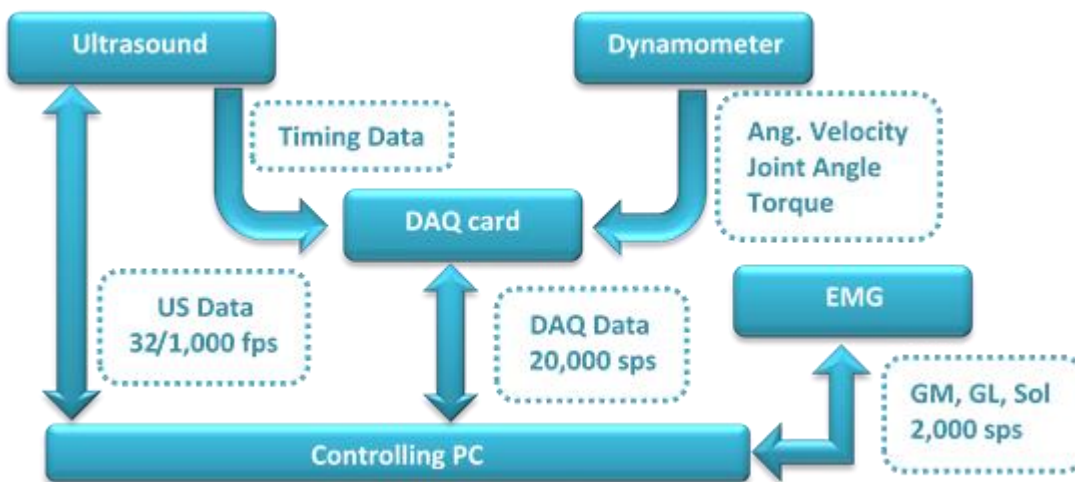 Ultrasound
Dynamometer
Timing Data
Ang. Velocity
Joint Angle
Torque
DAQ card
US Data
32/1,000 fps
DAQ Data
20,000 sps
EMG
GM, GL, Sol
2,000 sps
Controlling PC